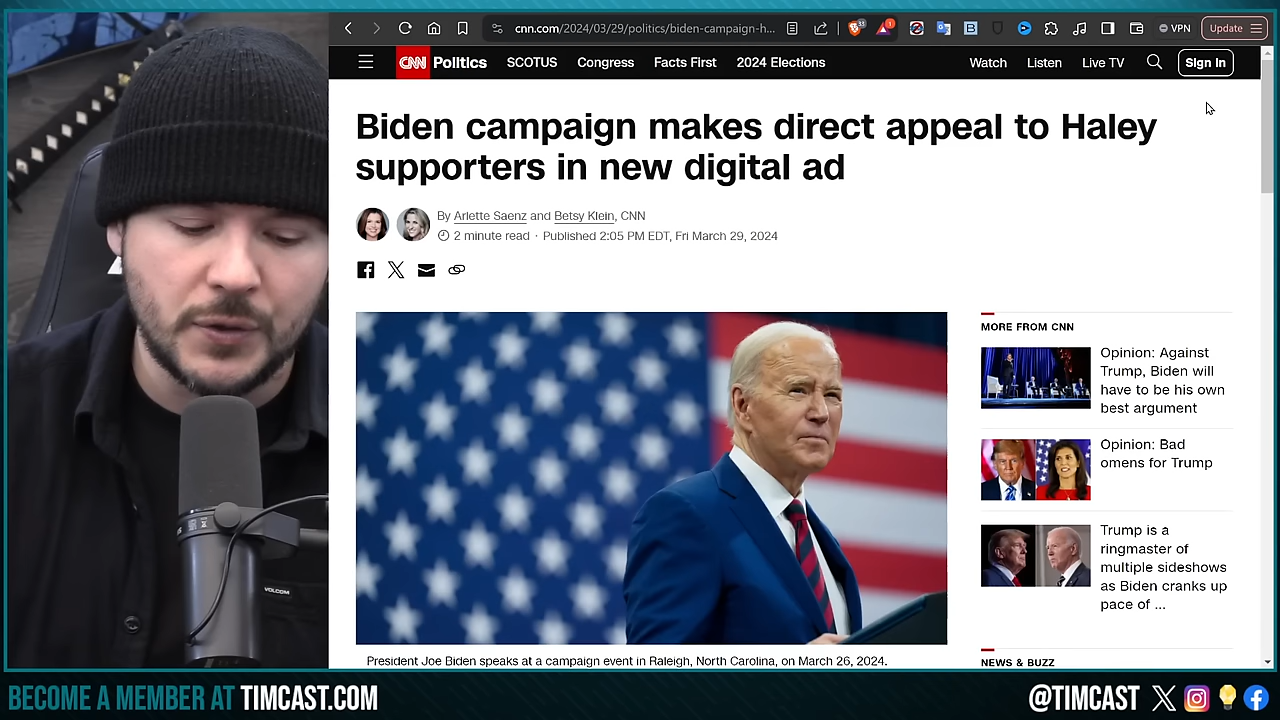 cnn.com/2024/03/29/politics/biden-campaign-h...
VPN
Update
CNN Politics
SCOTUS
Congress
Facts First
2024 Elections
Watch
Listen
Live TV
Sign In
Biden campaign makes direct appeal to Haley
supporters in new digital ad
By Arlette Saenz and Betsy Klein, CNN
2 minute read · Published 2:05 PM EDT, Fri March 29, 2024
MORE FROM CNN
Opinion: Against
Trump, Biden will
have to be his own
best argument
Opinion: Bad
omens for Trump
Trump is a
ringmaster of
multiple sideshows
as Biden cranks up
pace of ...
President Joe Biden speaks at a campaign event in Raleigh, North Carolina, on March 26, 2024.
NEWS & BUZZ
VOLCOM
BECOME A MEMBER AT TIMCAST.COM
@TIMCAST